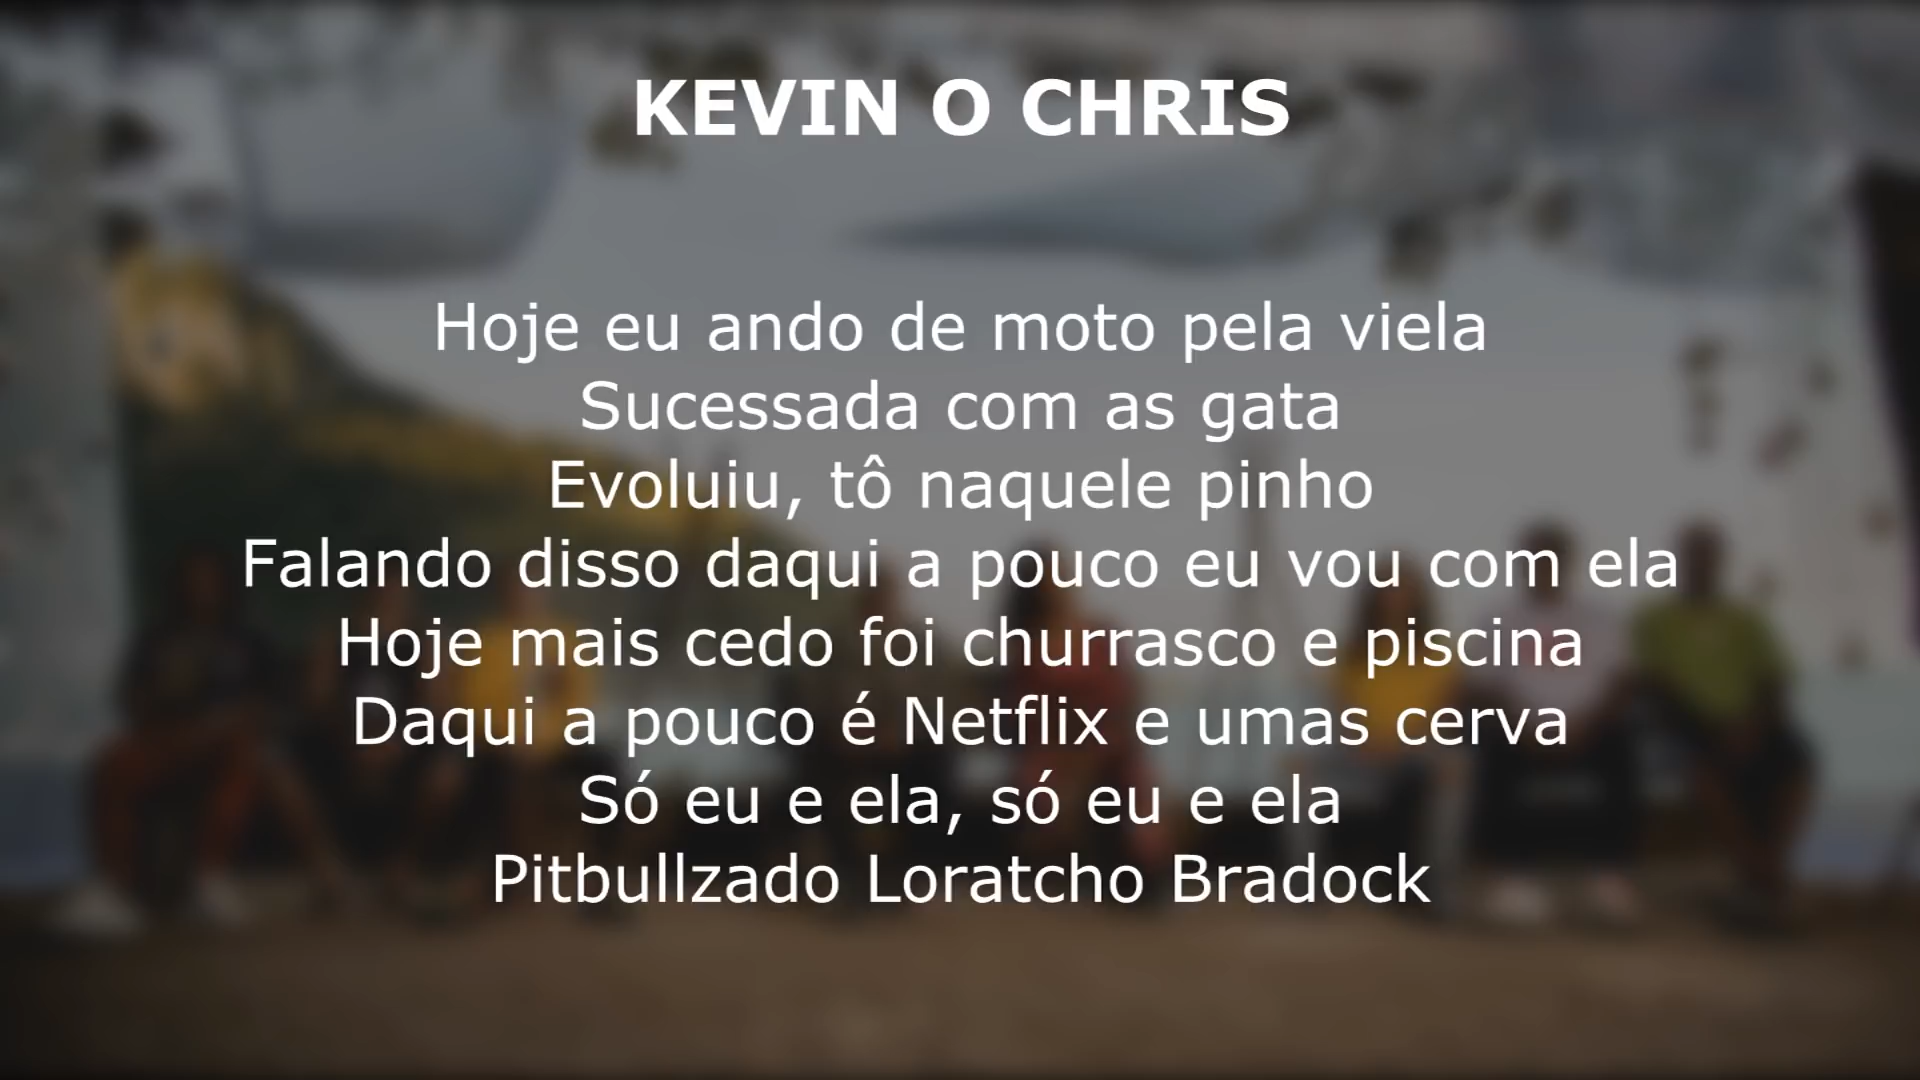 KEVIN O CHRIS
Hoje eu ando de moto pela viela
Sucessada com as gata
Evoluiu, tô naquele pinho
Falando disso daqui a pouco eu vou com ela
Hoje mais cedo foi churrasco e piscina
Daqui a pouco é Netflix e umas cerva
Só eu e ela, só eu e ela
Pitbullzado Loratcho Bradock